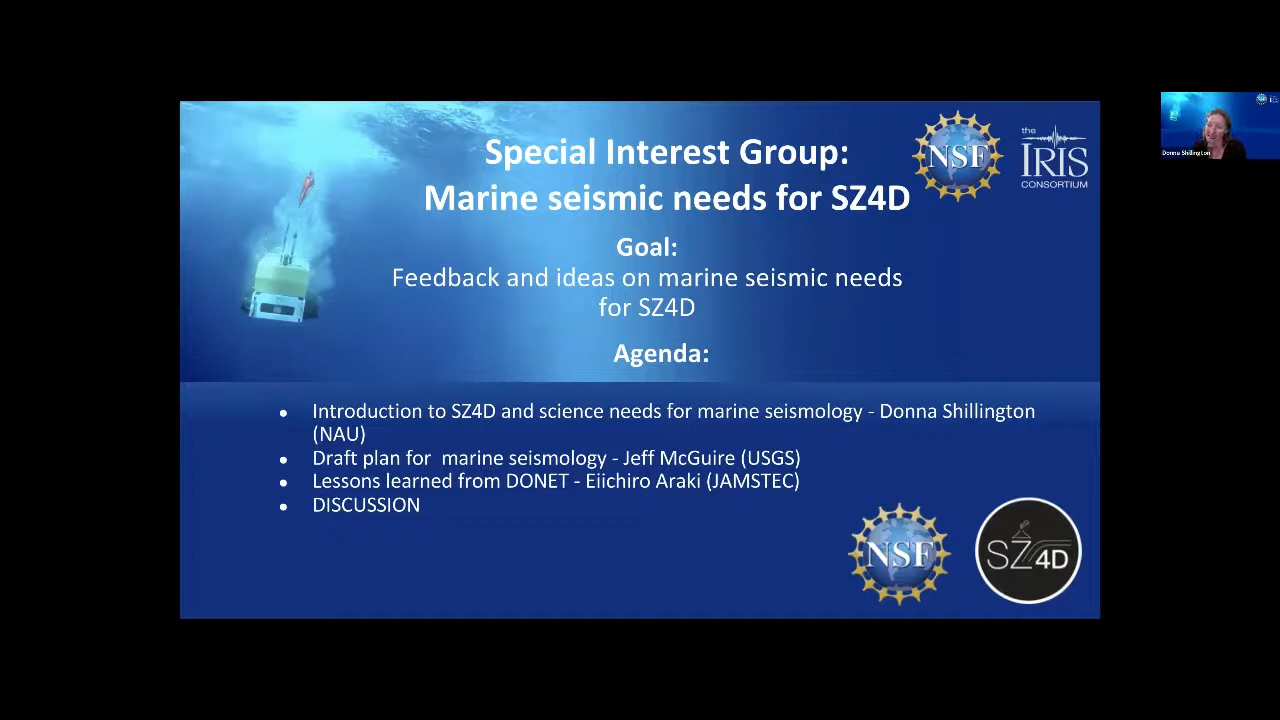 Special Interest Group:
Marine seismic needs for SZ4D
NSF
the
IRIS
CONSORTIUM
Goal:
Feedback and ideas on marine seismic needs
for SZ4D
Agenda:
● Introduction to SZ4D and science needs for marine seismology - Donna Shillington
(NAU)
● Draft plan for  marine seismology - Jeff McGuire (USGS)
● Lessons learned from DONET - Eiichiro Araki (JAMSTEC)
● DISCUSSION
NSF
SZ4D
Donna Shillington